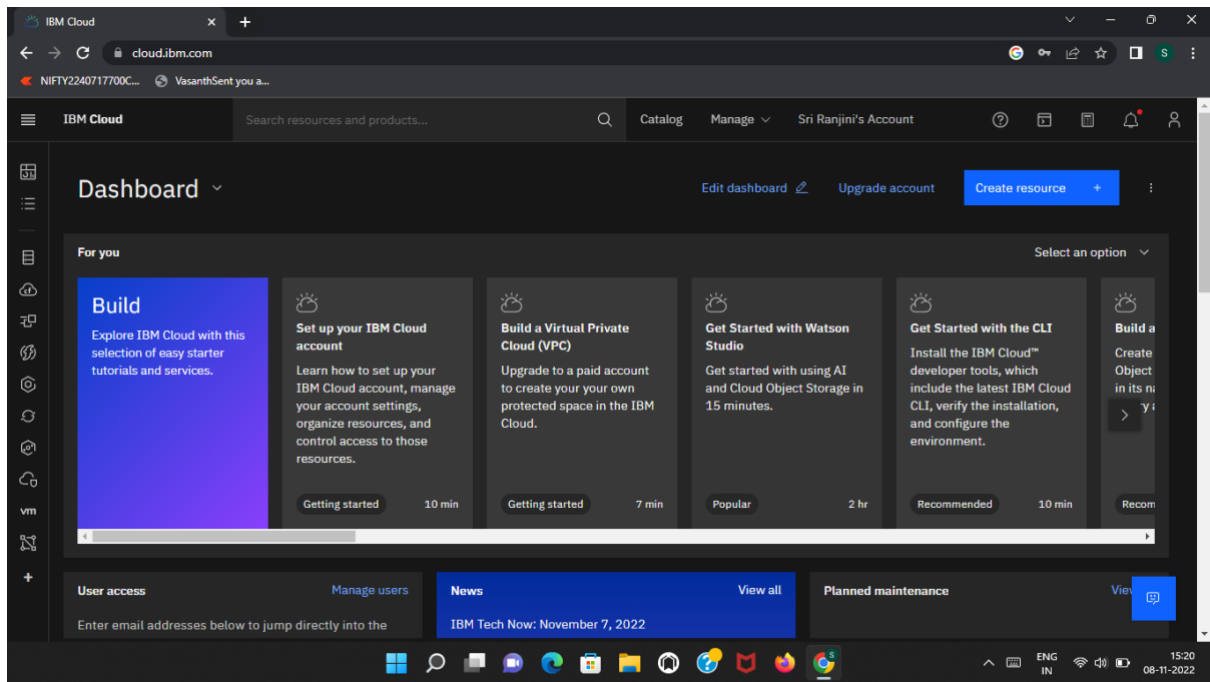 IBM Cloud
cloud.ibm.com
S
NIFTY2240717700C...
VasanthSent you a...
IBM Cloud
Search resources and products...
Catalog
Manage
Sri Ranjini's Account
Dashboard
Edit dashboard
Upgrade account
Create resource +
For you
Select an option
Build
Explore IBM Cloud with this
selection of easy starter
tutorials and services.
Set up your IBM Cloud
account
Learn how to set up your
IBM Cloud account, manage
your account settings,
organize resources, and
control access to those
resources.
Getting started
10 min
Build a Virtual Private
Cloud (VPC)
Upgrade to a paid account
to create your your own
protected space in the IBM
Cloud.
Getting started
7 min
Get Started with Watson
Studio
Get started with using AI
and Cloud Object Storage in
15 minutes.
Popular
2 hr
Get Started with the CLI
Install the IBM Cloud™
developer tools, which
include the latest IBM Cloud
CLI, verify the installation,
and configure the
environment.
Recommended
10 min
Build a
Create
Object
in its na
Recom
vm
User access
Manage users
Enter email addresses below to jump directly into the
News
View all
IBM Tech Now: November 7, 2022
Planned maintenance
ENG
IN
15:20
08-11-2022